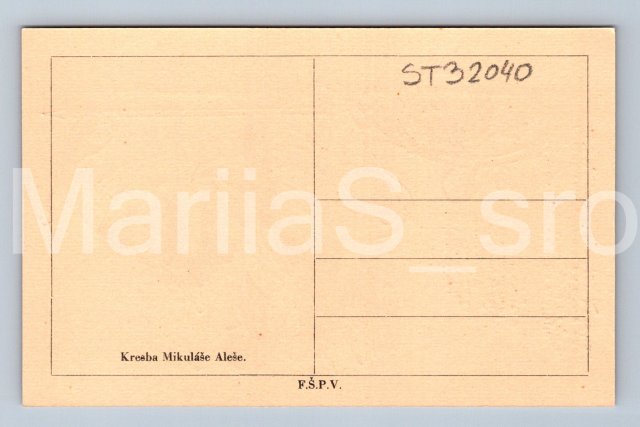 ST32040
MariiaS_sro
Kresba Mikuláše Aleše.
F.Š.P.V.